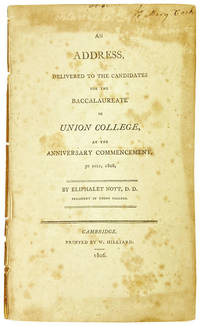 Mary
AN
ADDRESS,
DELIVERED TO THE CANDIDATES
FOR THE
BACCALAUREATE
IN
UNION COLLEGE,
AT THE
ANNIVERSARY COMMENCEMENT,
BY ELIPHALET NOTT, D. D.
PRESIDENT OF UNION COLLEGE.
CAMBRIDGE,
PRINTED BY W. HILLIARD.
1806.